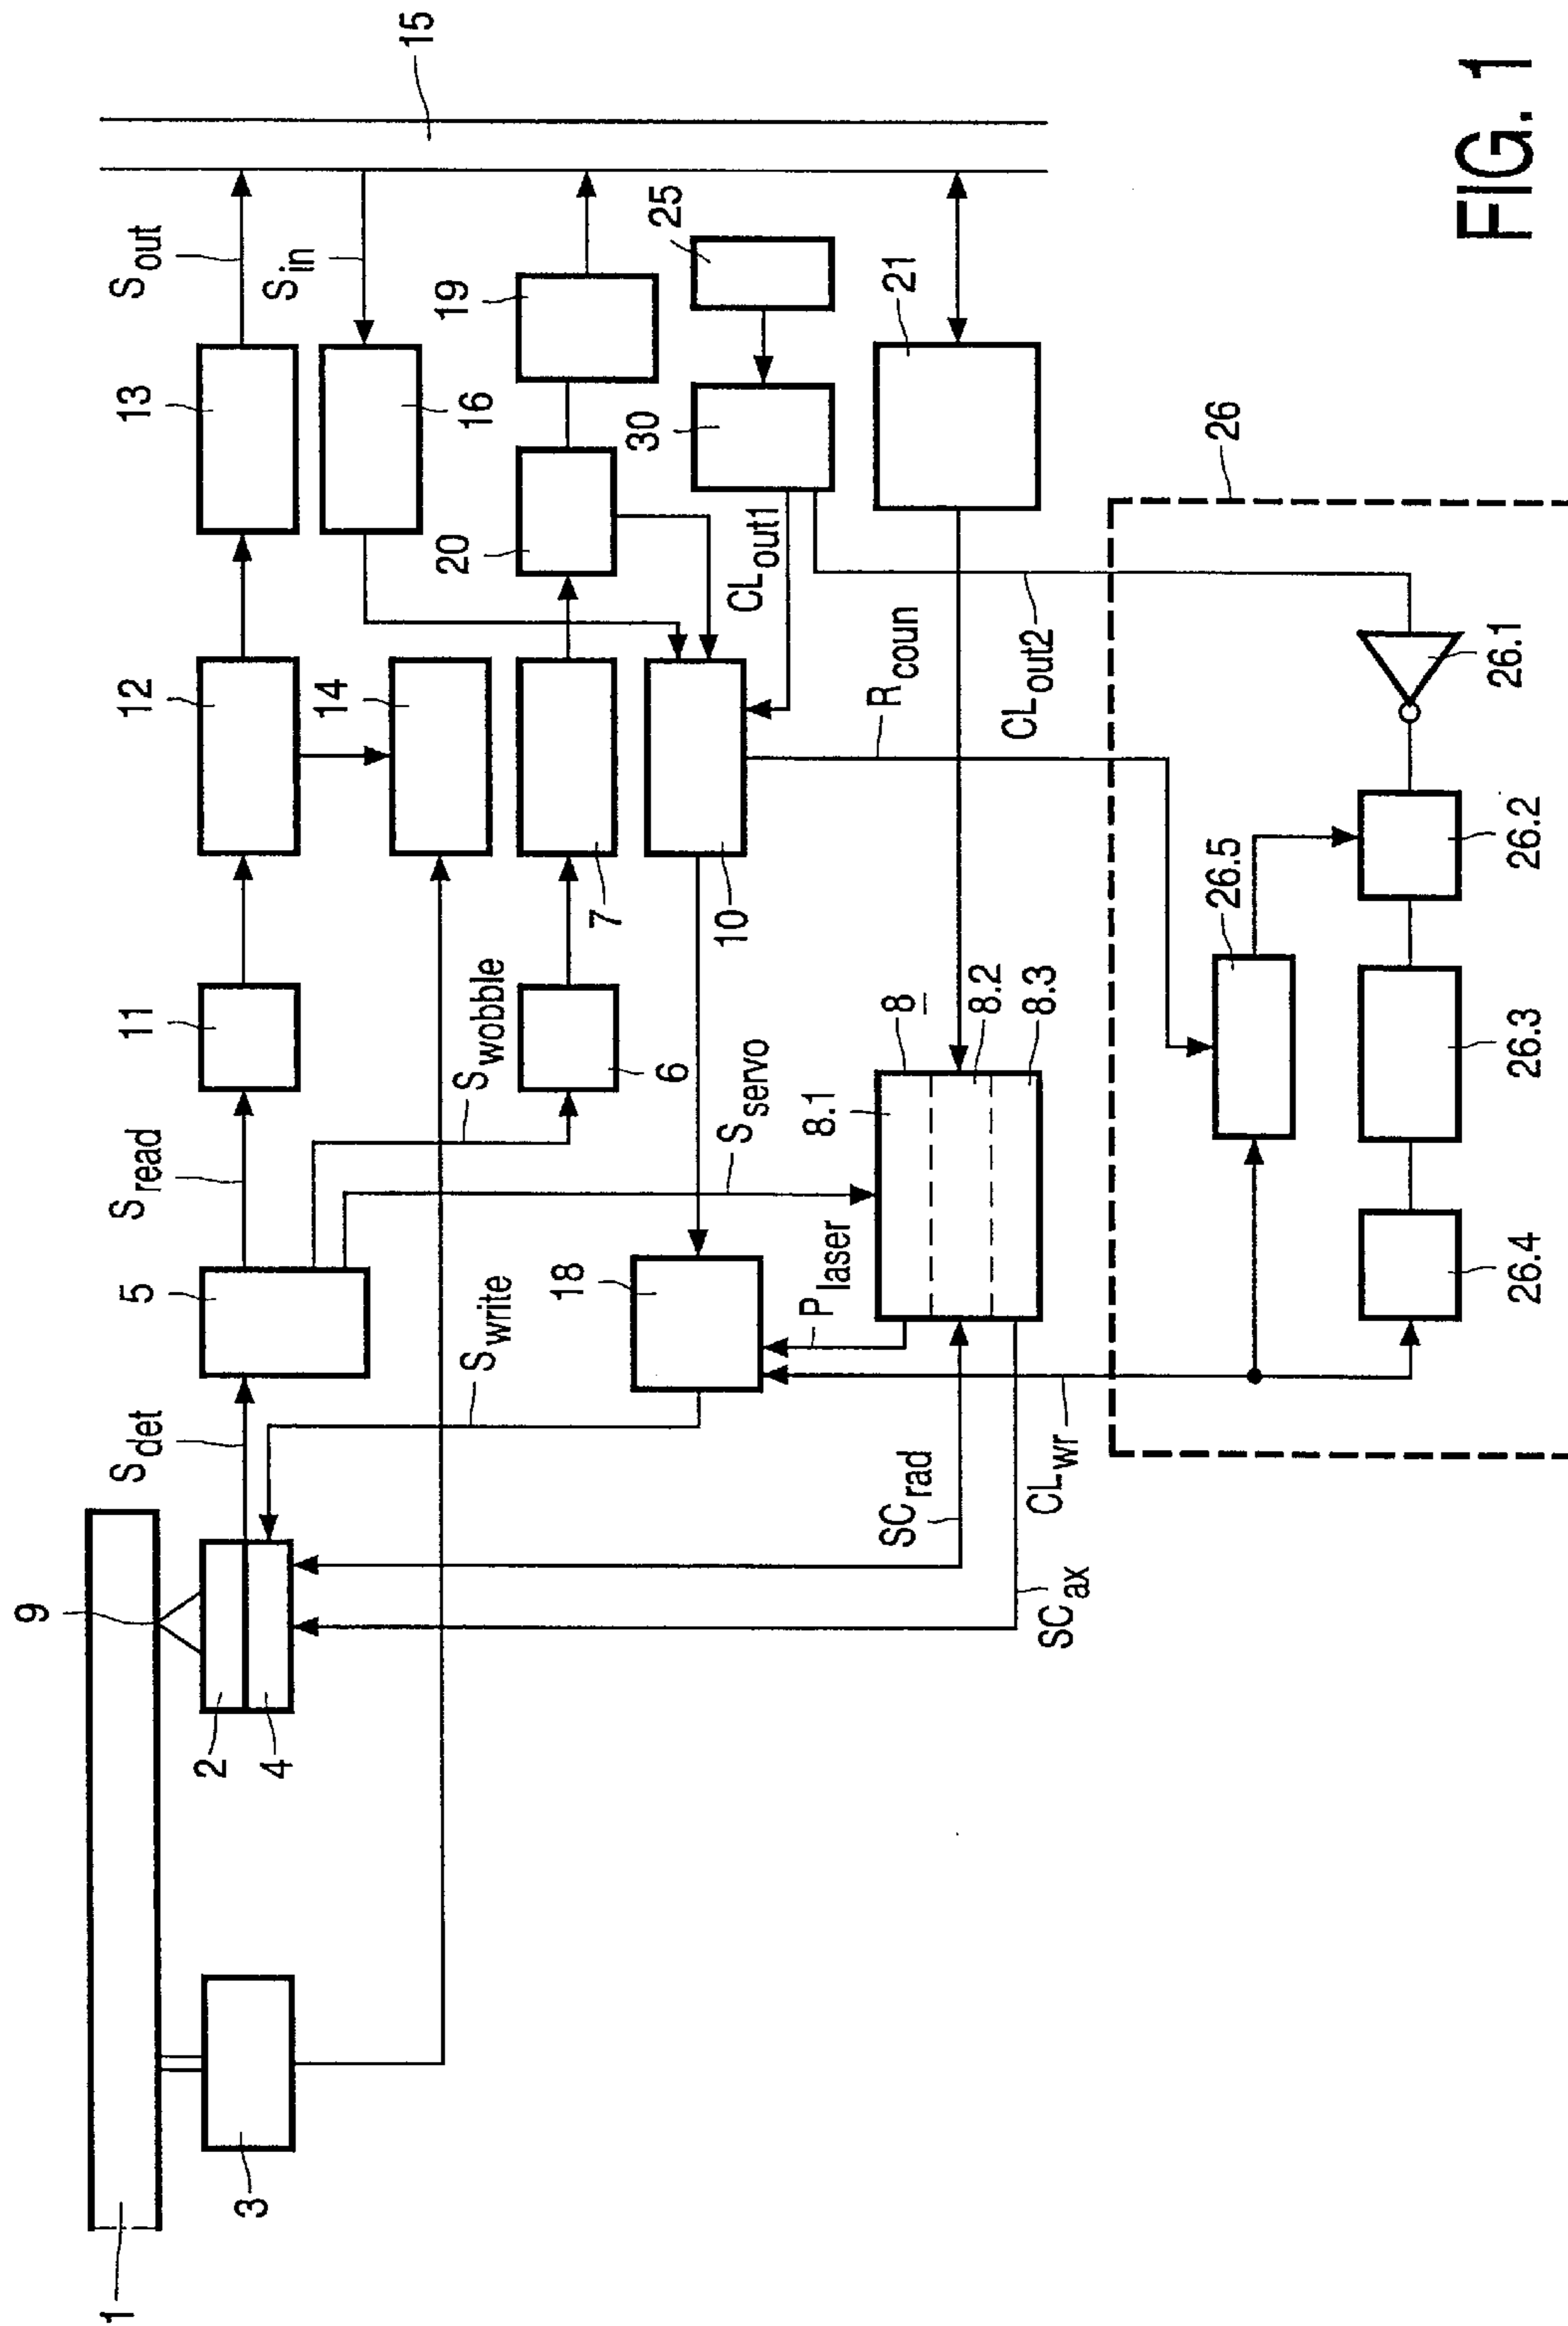 15
S_out
S_in
25
13
16
19
21
30
26
20
CL_out1
12
14
R_coun
CL_out2
26.1
7
10
26.2
26.5
11
S_wobble
6
8
8.2
8.3
26.3
S_read
S_servo
8.1
5
18
P_laser
26.4
S_write
S_det
SC_rad
CL_wr
9
SC_ax
2
4
3
1
FIG. 1